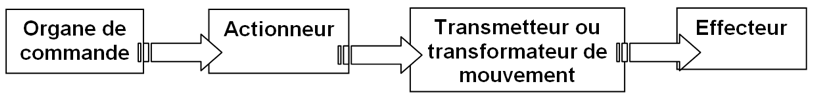 Organe de
commande
Actionneur
Transmetteur ou
transformateur de
mouvement
Effecteur